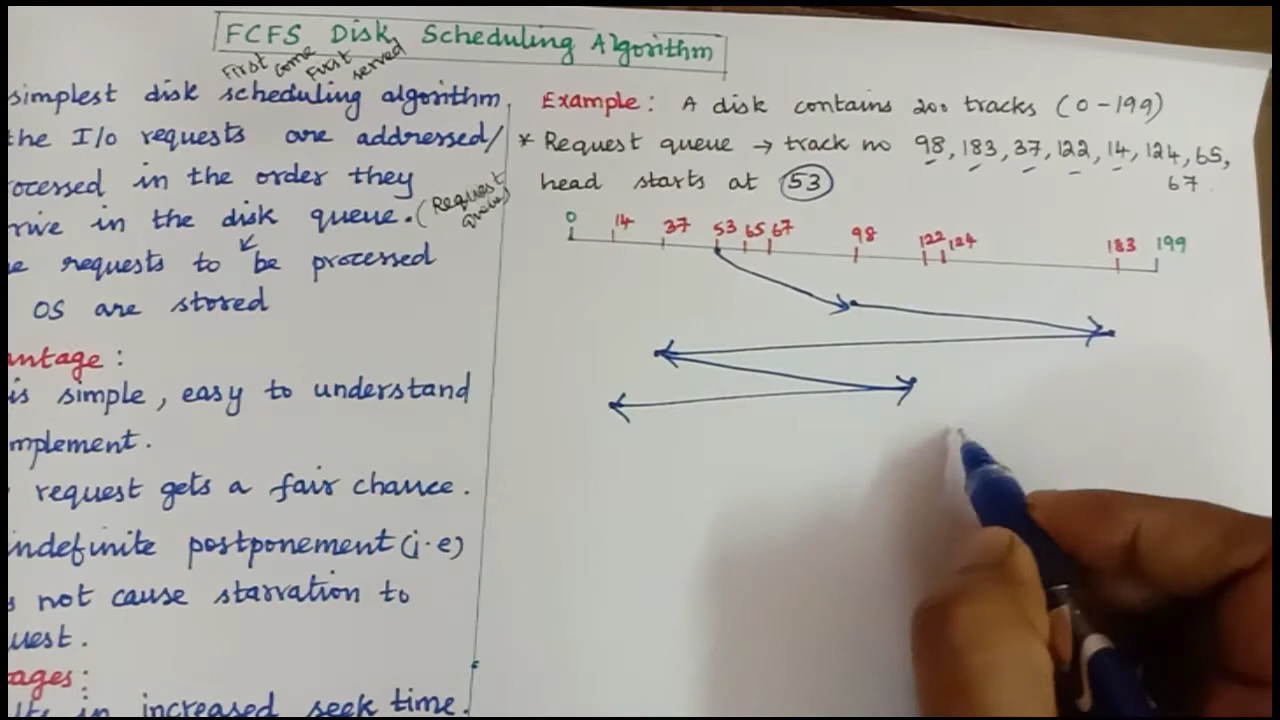 FCFS Disk Scheduling Algorithm
First come First served
simplest disk scheduling algorithm
the I/o requests are addressed/
ocessed in the order they
rive in the disk queue. (Request queue)
e requests to be processed
OS are stored
antage:
is simple, easy to understand
mplement.
request gets a fair chance.
indefinite postponement (i.e)
s not cause starvation to
uest.
ages:
lts in increased seek time.
Example: A disk contains 200 tracks (0-199)
* Request queue → track no 98, 183, 37, 122, 14, 124, 65,
67
head starts at 53
0 14 37 53 65 67 98 122 124 183 199